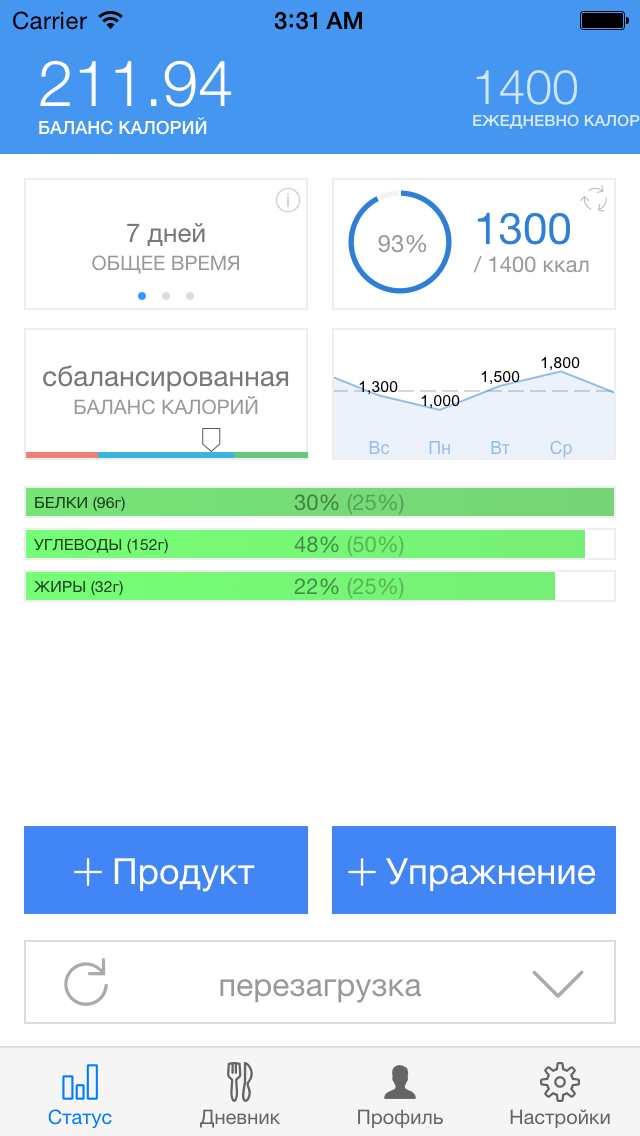 Carrier 3:31 AM
211.94 1400
БАЛАНС КАЛОРИЙ ЕЖЕДНЕВНО КАЛОР
7 дней
ОБЩЕЕ ВРЕМЯ
93%
1300
/ 1400 ккал
сбалансированная
БАЛАНС КАЛОРИЙ
1,300 1,000 1,500 1,800
Вс Пн Вт Ср
БЕЛКИ (96г) 30% (25%)
УГЛЕВОДЫ (152г) 48% (50%)
ЖИРЫ (32г) 22% (25%)
+ Продукт + Упражнение
перезагрузка
Статус Дневник Профиль Настройки